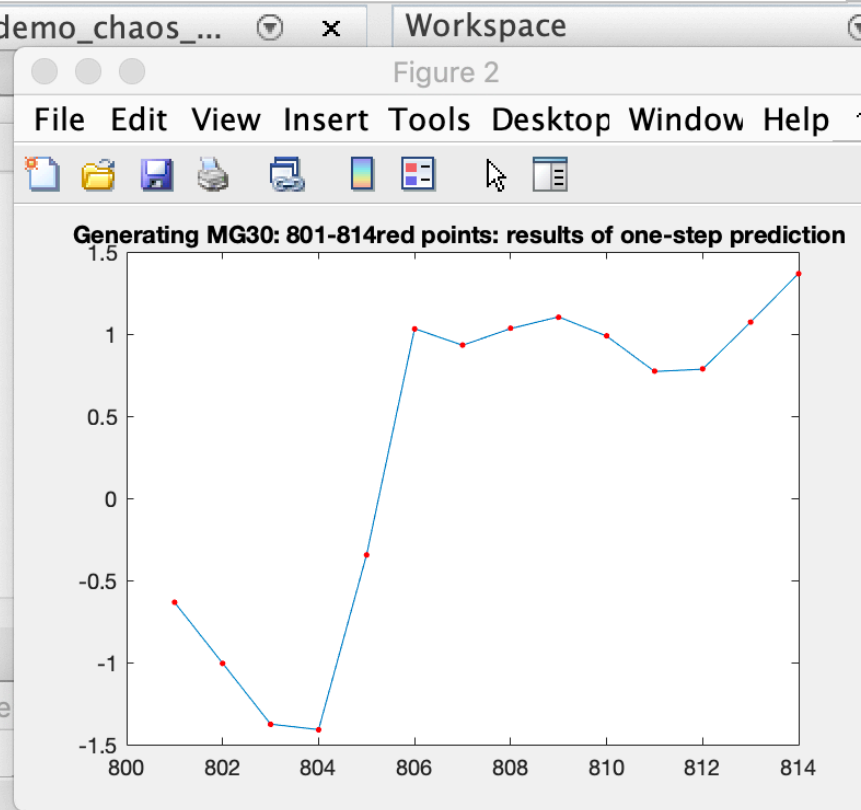 demo_chaos_...
Workspace
Figure 2
File Edit View Insert Tools Desktop Window Help
Generating MG30: 801-814red points: results of one-step prediction
1.5
1
0.5
0
-0.5
-1
-1.5
800 802 804 806 808 810 812 814